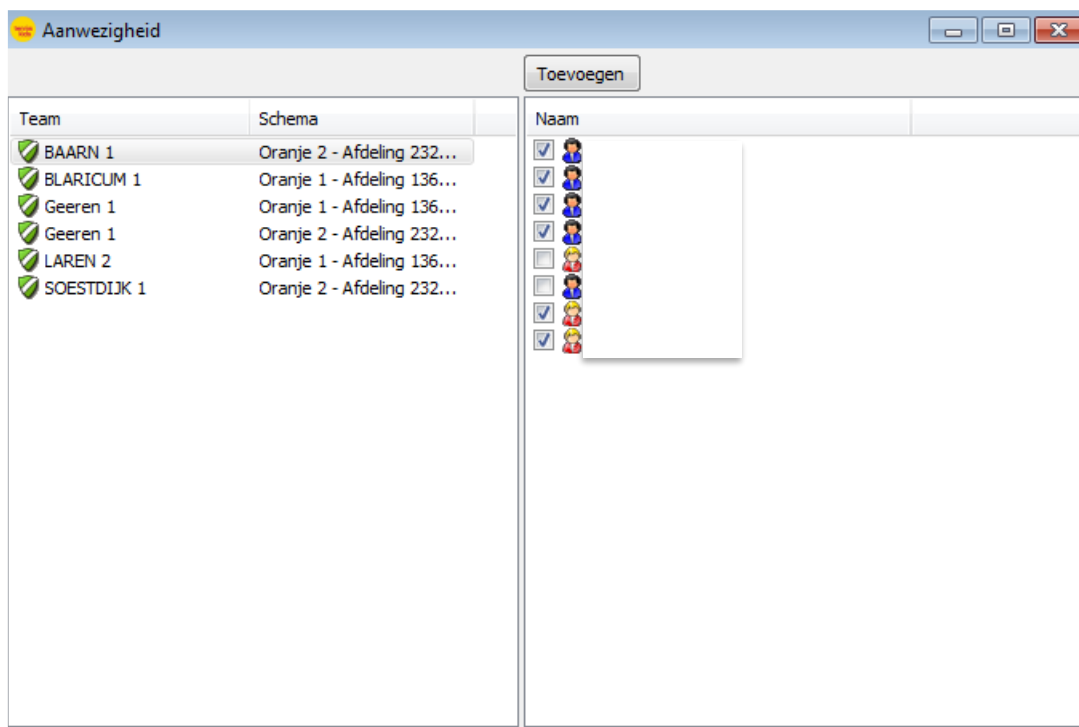 Aanwezigheid
Toevoegen
Team Schema Naam
BAARN 1 Oranje 2 - Afdeling 232...
BLARICUM 1 Oranje 1 - Afdeling 136...
Geeren 1 Oranje 1 - Afdeling 136...
Geeren 1 Oranje 2 - Afdeling 232...
LAREN 2 Oranje 1 - Afdeling 136...
SOESTDIJK 1 Oranje 2 - Afdeling 232...